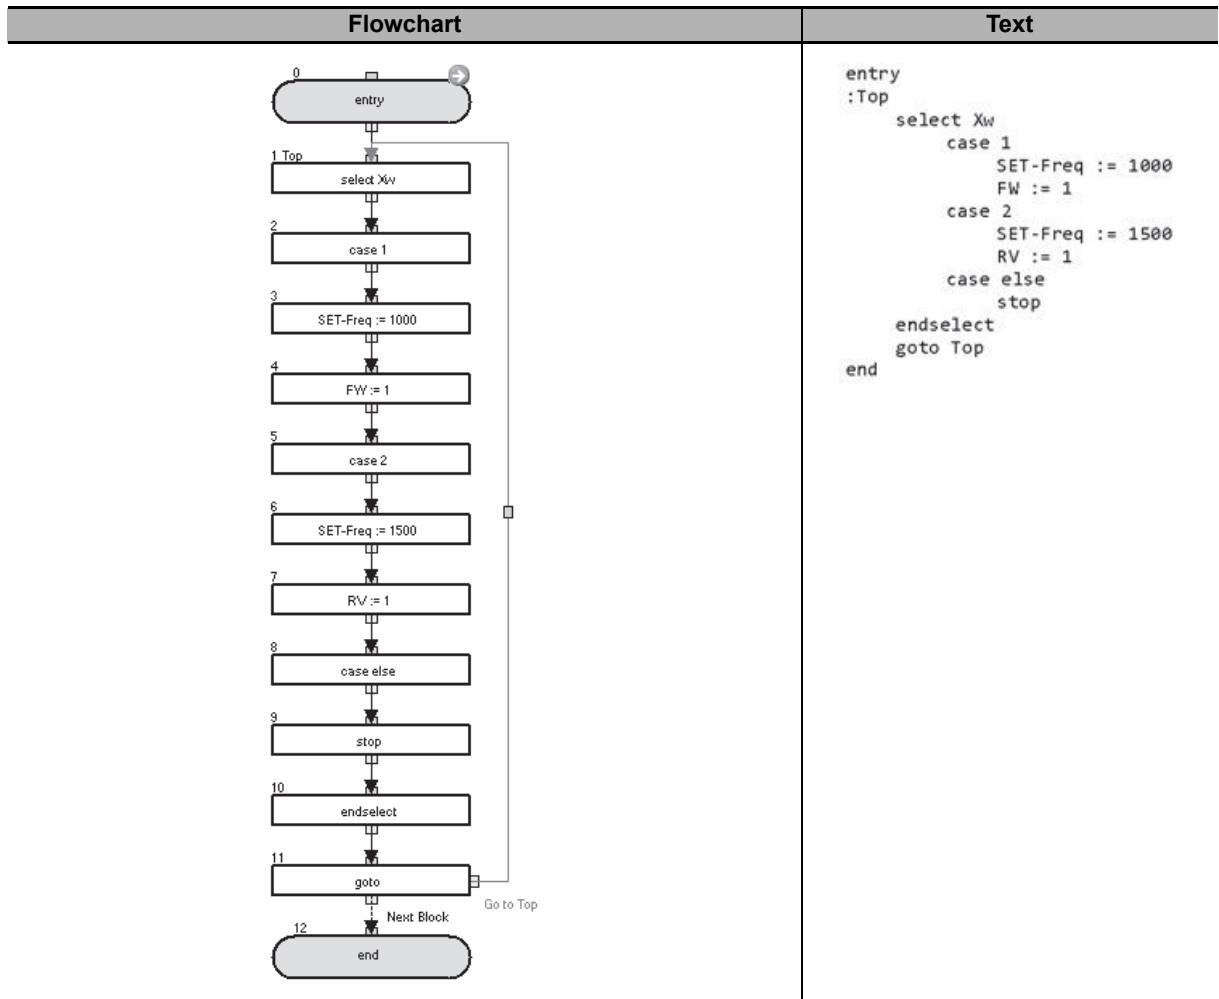 Flowchart
Text
0
entry
1 Top
select Xw
2
case 1
3
SET-Freq := 1000
4
FW := 1
5
case 2
6
SET-Freq := 1500
7
RV := 1
8
case else
9
stop
10
endselect
11
goto
Go to Top
Next Block
12
end
entry
:Top
select Xw
case 1
SET-Freq := 1000
FW := 1
case 2
SET-Freq := 1500
RV := 1
case else
stop
endselect
goto Top
end